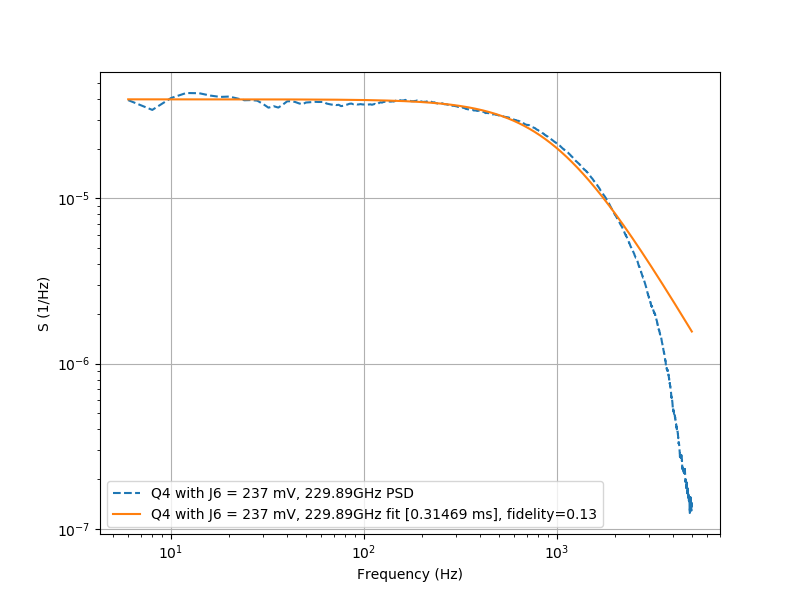 10⁻⁵
10⁻⁶
10⁻⁷
S (1/Hz)
Q4 with J6 = 237 mV, 229.89GHz PSD
Q4 with J6 = 237 mV, 229.89GHz fit [0.31469 ms], fidelity=0.13
10¹ 10² 10³
Frequency (Hz)